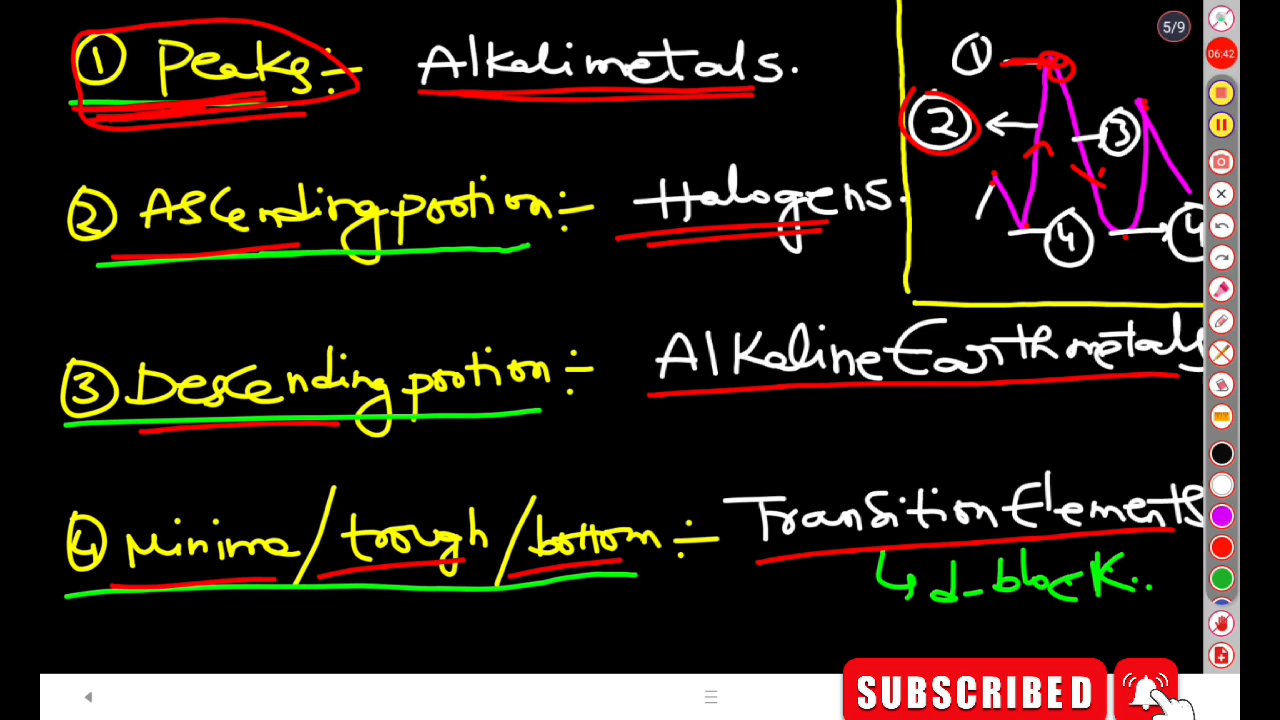 5/9
06:42
① Peaks:- Alkalimetals.
② Ascending portion:- Halogens.
③ Descending portion:- Alkaline Earth metals
④ Minima/trough/bottom:- Transition Elements
↳ d-block..
①
②
③
④
④
SUBSCRIBED